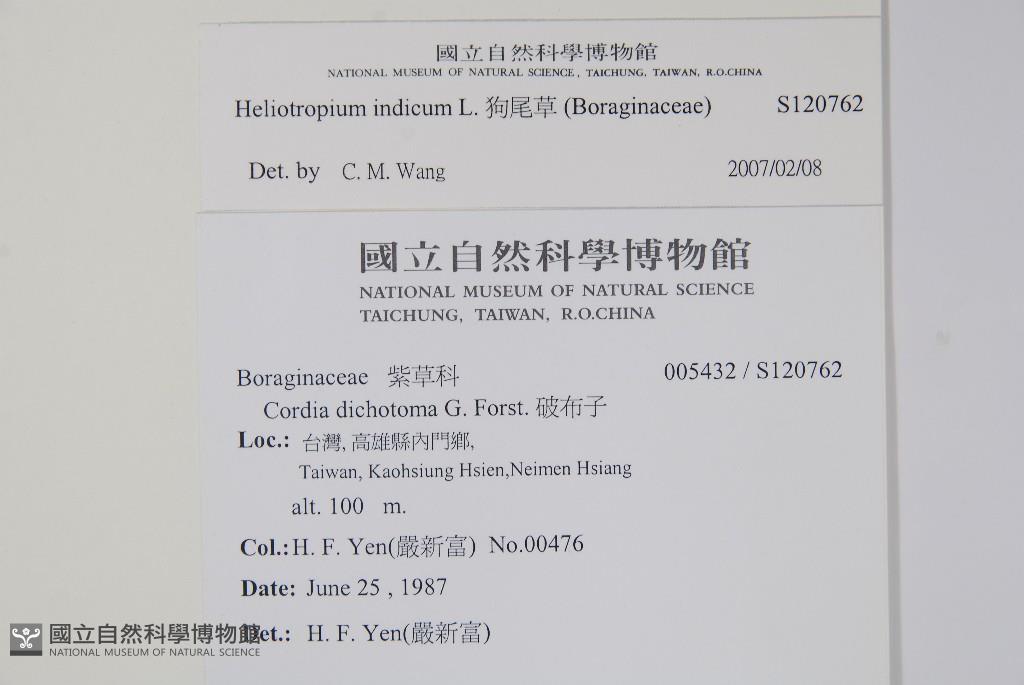 國立自然科學博物館
NATIONAL MUSEUM OF NATURAL SCIENCE, TAICHUNG, TAIWAN, R.O.CHINA
Heliotropium indicum L. 狗尾草 (Boraginaceae) S120762
Det. by C. M. Wang 2007/02/08
國立自然科學博物館
NATIONAL MUSEUM OF NATURAL SCIENCE
TAICHUNG, TAIWAN, R.O.CHINA
Boraginaceae 紫草科 005432 / S120762
Cordia dichotoma G. Forst. 破布子
Loc.: 台灣, 高雄縣內門鄉,
Taiwan, Kaohsiung Hsien,Neimen Hsiang
alt. 100 m.
Col.:H. F. Yen(嚴新富) No.00476
Date: June 25 , 1987
Det.: H. F. Yen(嚴新富)
國立自然科學博物館
NATIONAL MUSEUM OF NATURAL SCIENCE